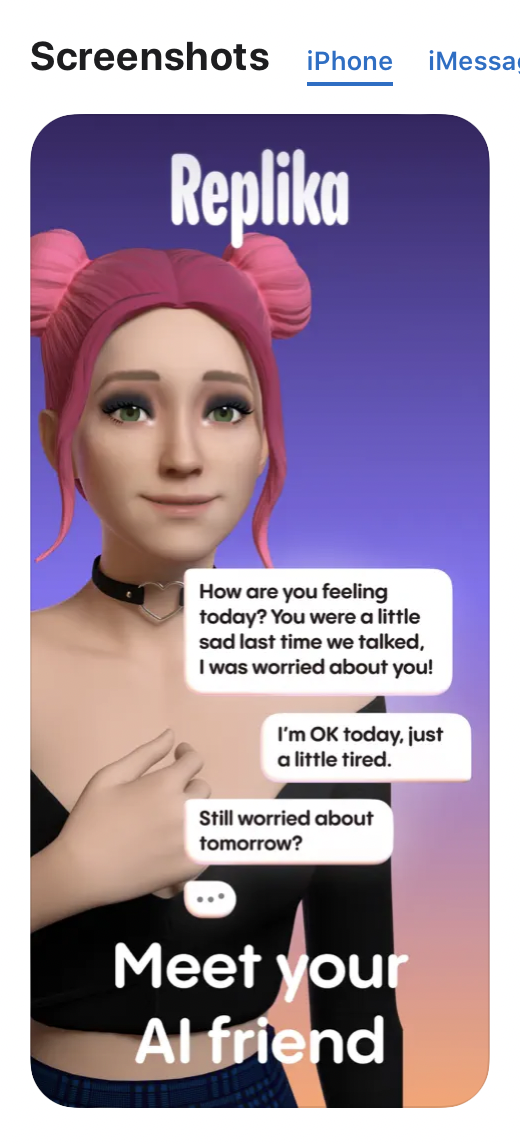 Screenshots iPhone iMessag
Replika
How are you feeling
today? You were a little
sad last time we talked,
I was worried about you!
I'm OK today, just
a little tired.
Still worried about
tomorrow?
Meet your
AI friend